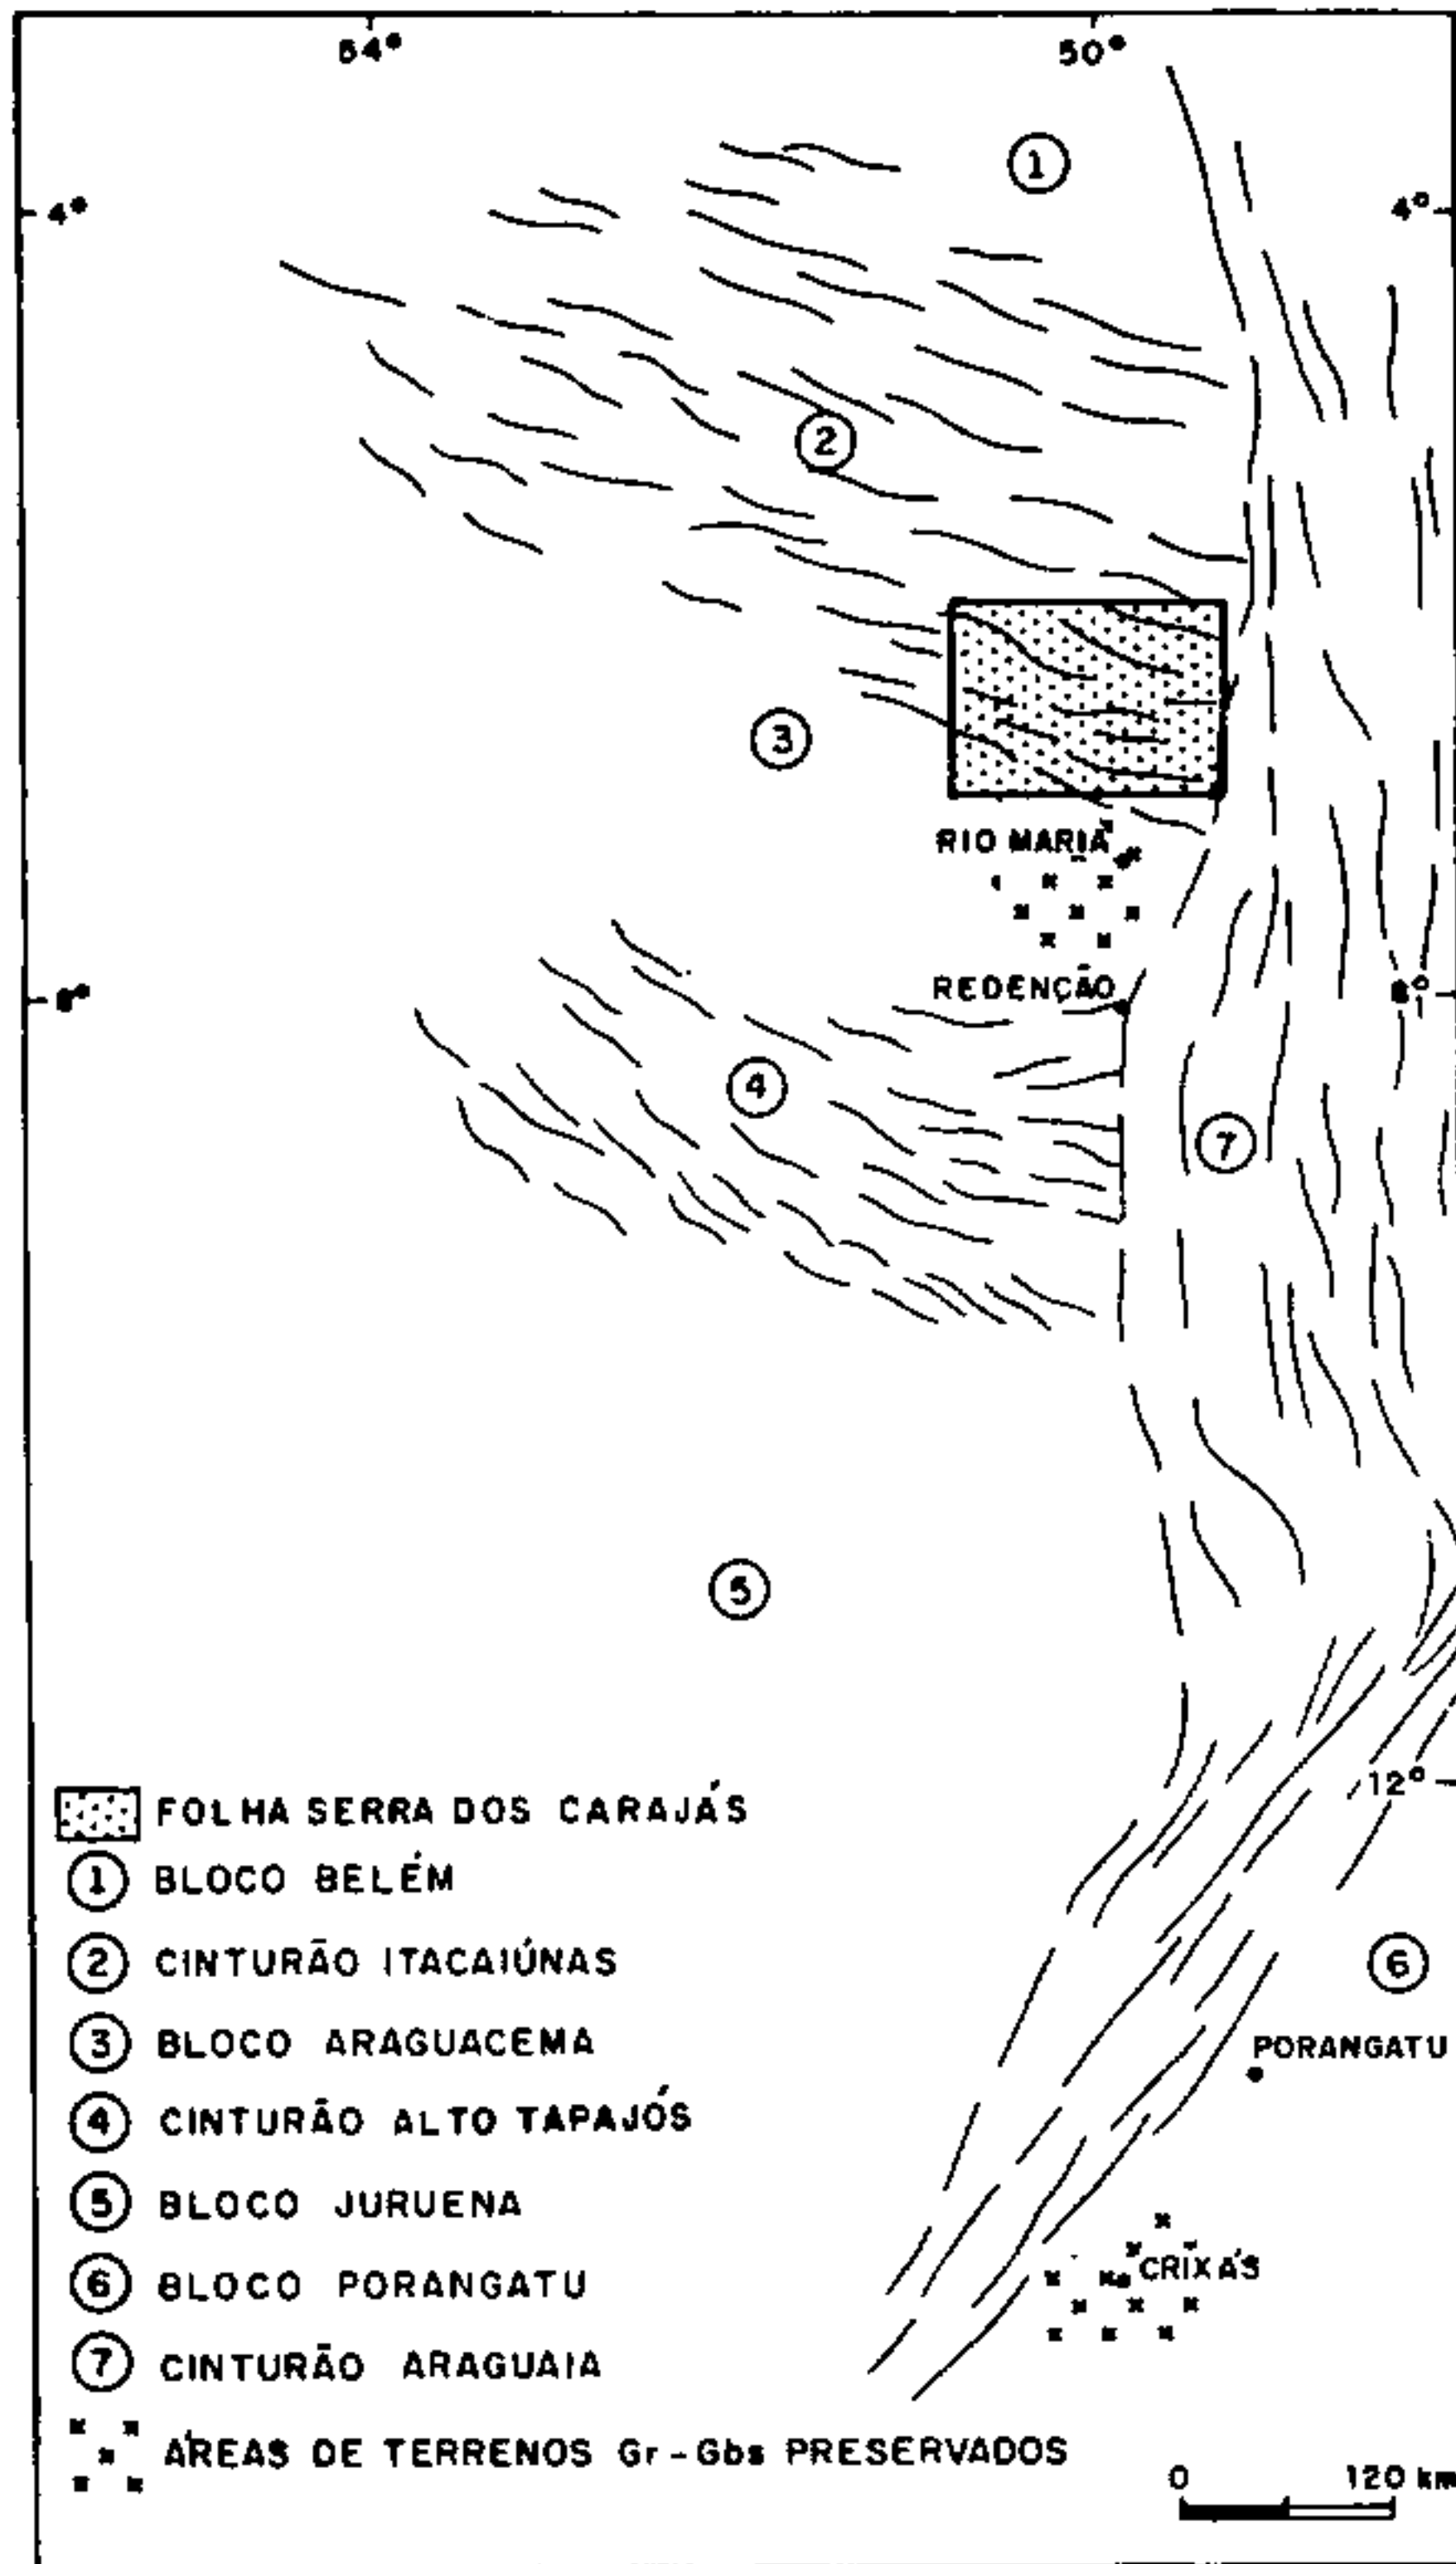 54° 50°
1
4° 4°
2
3
RIO MARIA
REDENÇÃO
8° 8°
4
7
5
12°
6
PORANGATU
CRIXÁS
FOLHA SERRA DOS CARAJÁS
1 BLOCO BELÉM
2 CINTURÃO ITACAIÚNAS
3 BLOCO ARAGUACEMA
4 CINTURÃO ALTO TAPAJÓS
5 BLOCO JURUENA
6 BLOCO PORANGATU
7 CINTURÃO ARAGUAIA
ÁREAS DE TERRENOS Gr-Gbs PRESERVADOS
0 120 km